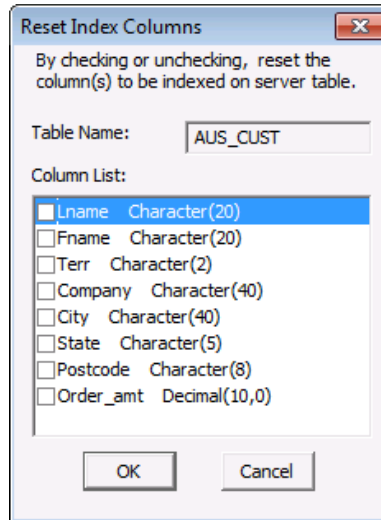 Reset Index Columns
By checking or unchecking, reset the
column(s) to be indexed on server table.
Table Name: AUS_CUST
Column List:
Lname Character(20)
Fname Character(20)
Terr Character(2)
Company Character(40)
City Character(40)
State Character(5)
Postcode Character(8)
Order_amt Decimal(10,0)
OK Cancel